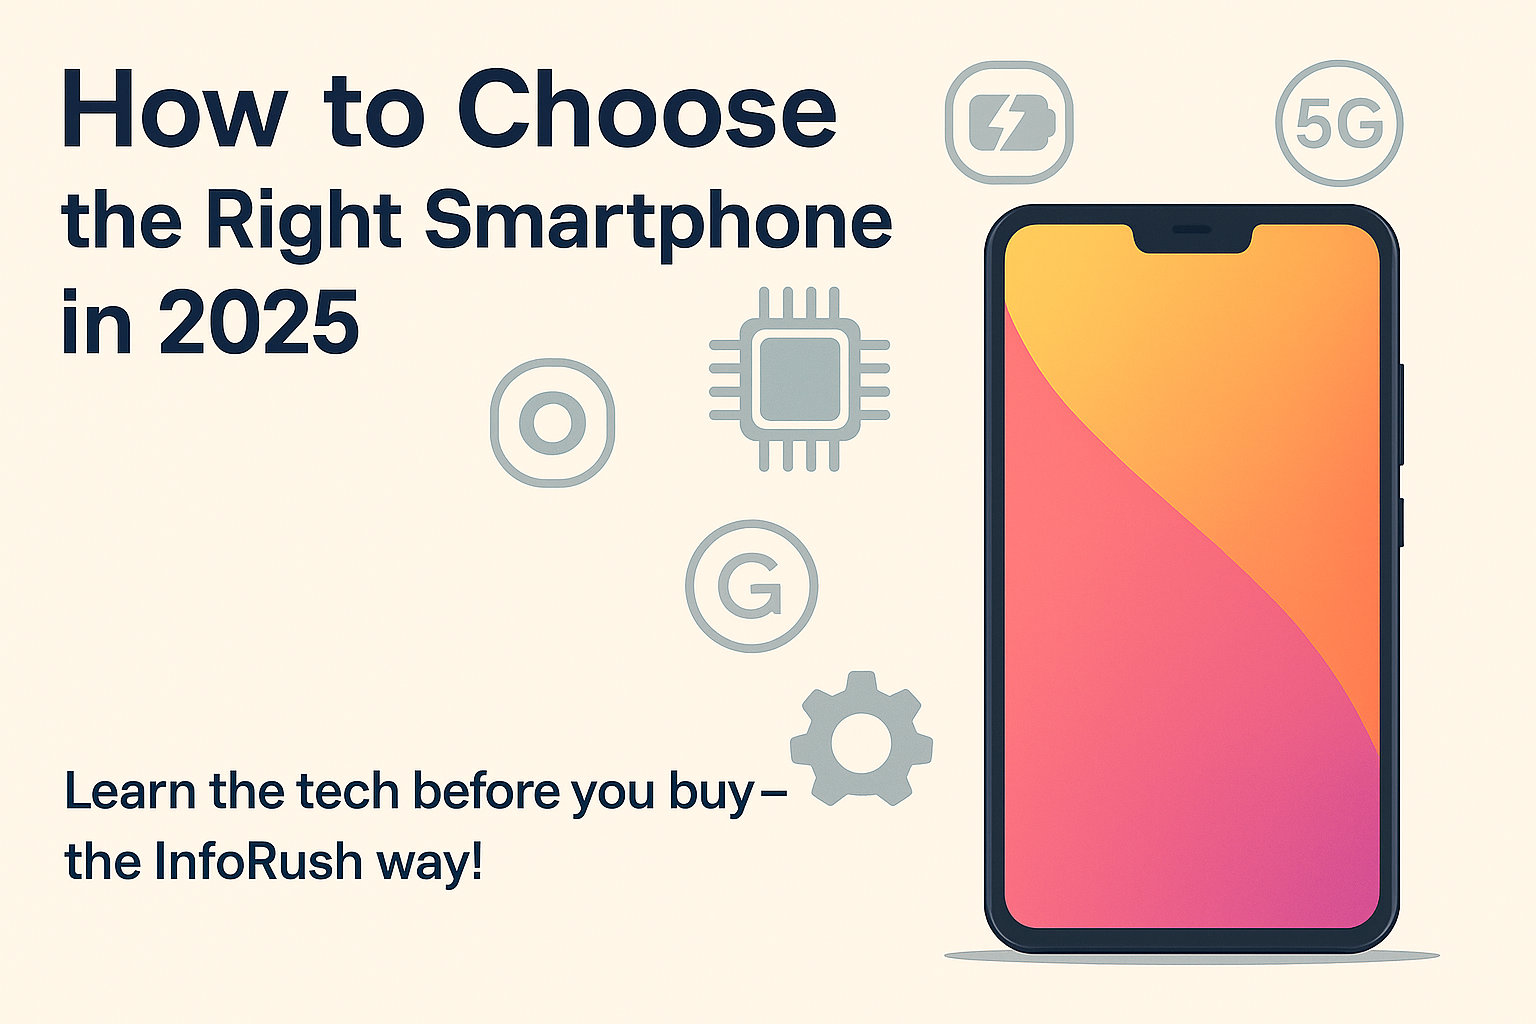 How to Choose
the Right Smartphone
in 2025
5G
G
Learn the tech before you buy–
the InfoRush way!